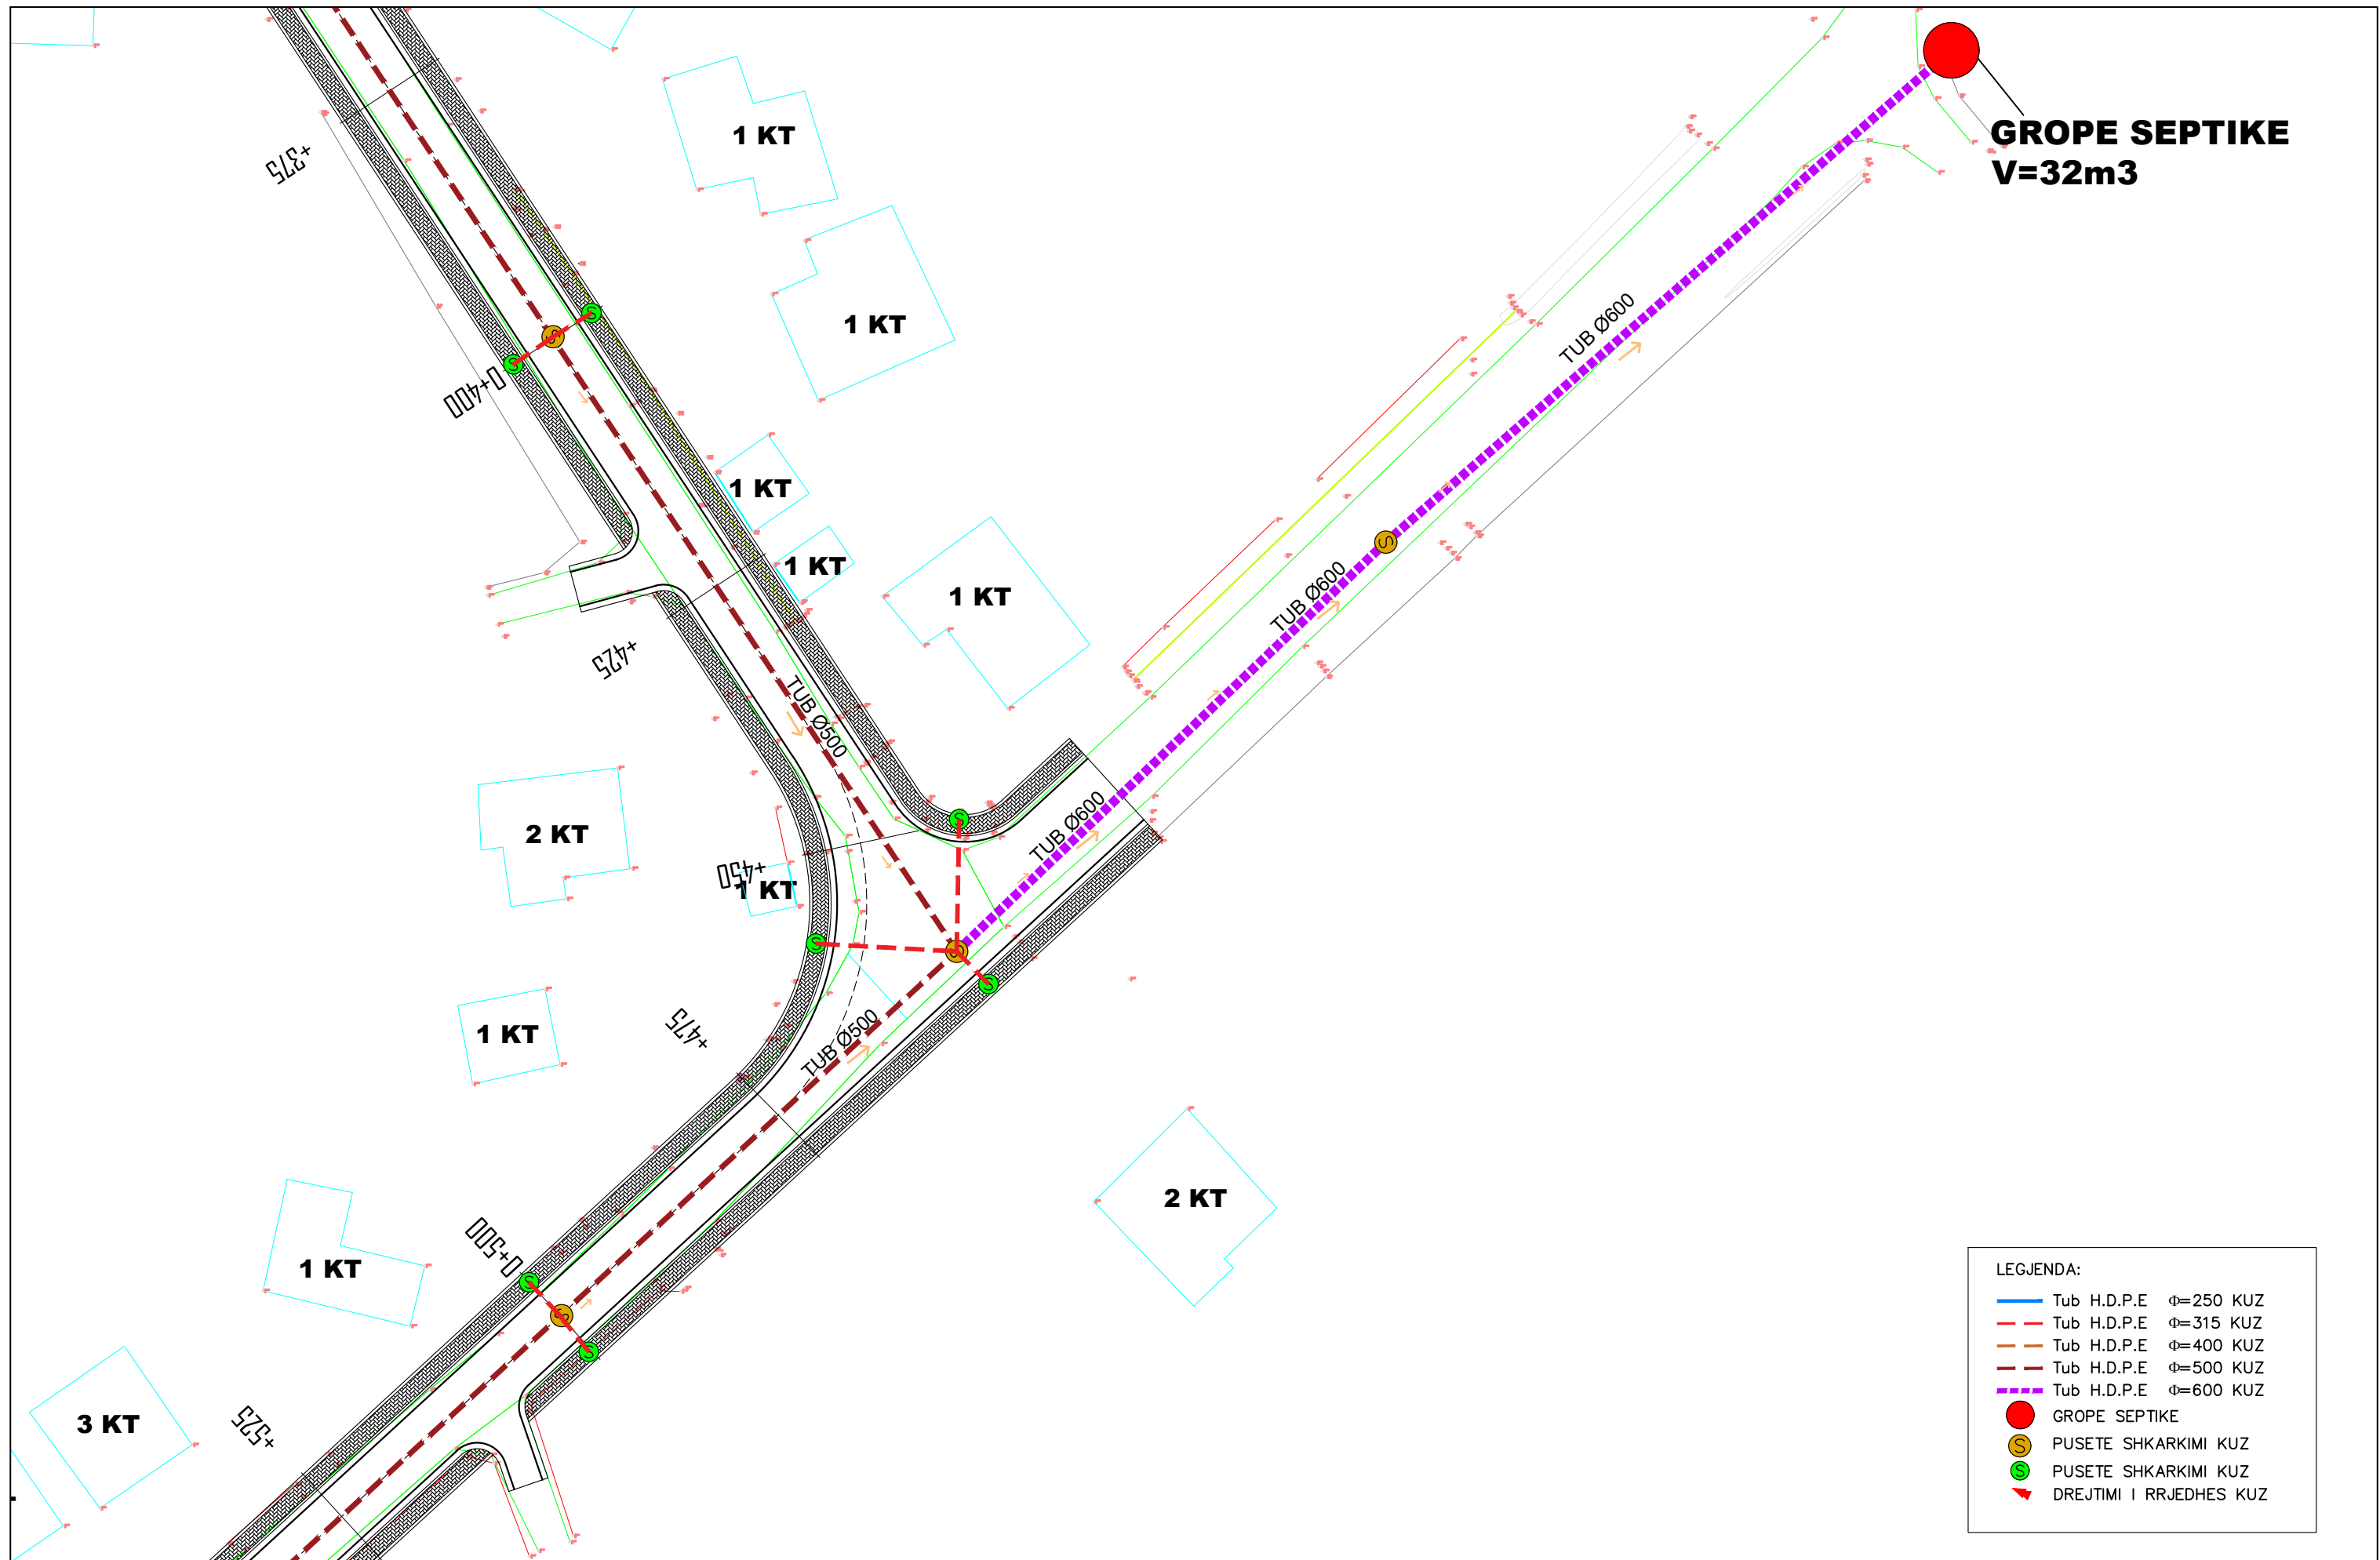 1 KT
GROPE SEPTIKE
V=32m3
+375
1 KT
TUB Ø600
0+400
1 KT
1 KT
1 KT
TUB Ø600
+425
TUB Ø500
2 KT
TUB Ø600
+450
1 KT
1 KT
+475
TUB Ø500
2 KT
0+500
1 KT
3 KT
+525
LEGJENDA:
Tub H.D.P.E Φ=250 KUZ
Tub H.D.P.E Φ=315 KUZ
Tub H.D.P.E Φ=400 KUZ
Tub H.D.P.E Φ=500 KUZ
Tub H.D.P.E Φ=600 KUZ
GROPE SEPTIKE
S PUSETE SHKARKIMI KUZ
S PUSETE SHKARKIMI KUZ
DREJTIMI I RRJEDHES KUZ